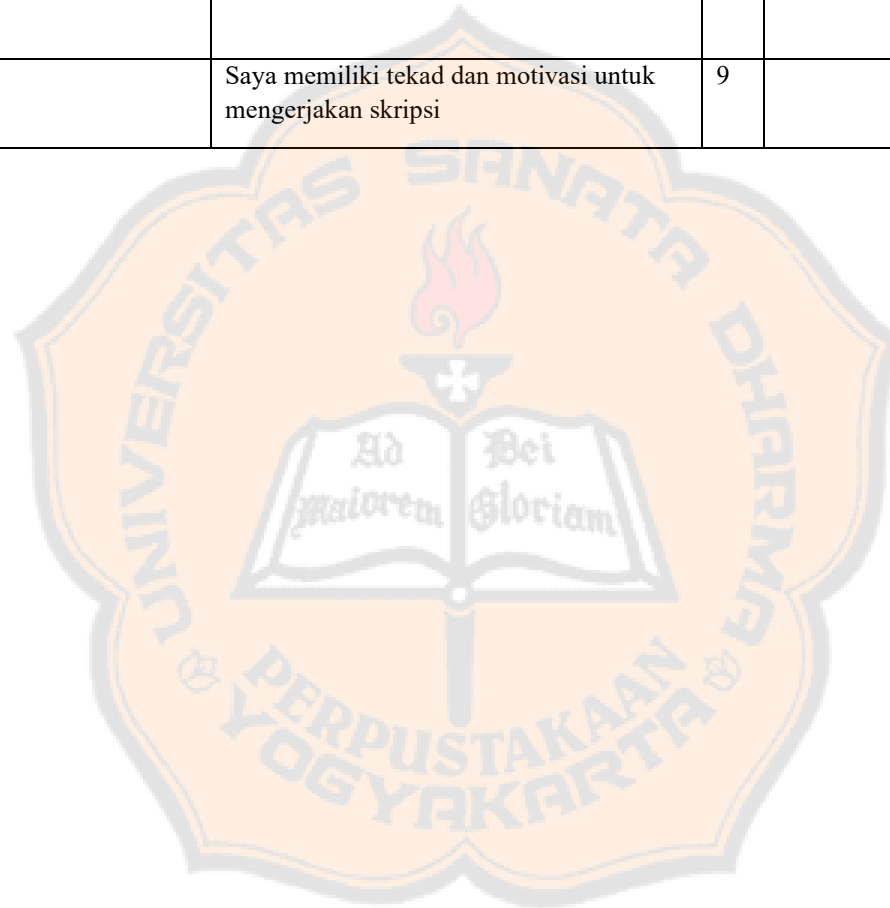 Saya memiliki tekad dan motivasi untuk 9
mengerjakan skripsi
UNIVERSITAS SANATA DHARMA
Ad Dei
Maiorem Gloriam
PERPUSTAKAAN
YOGYAKARTA